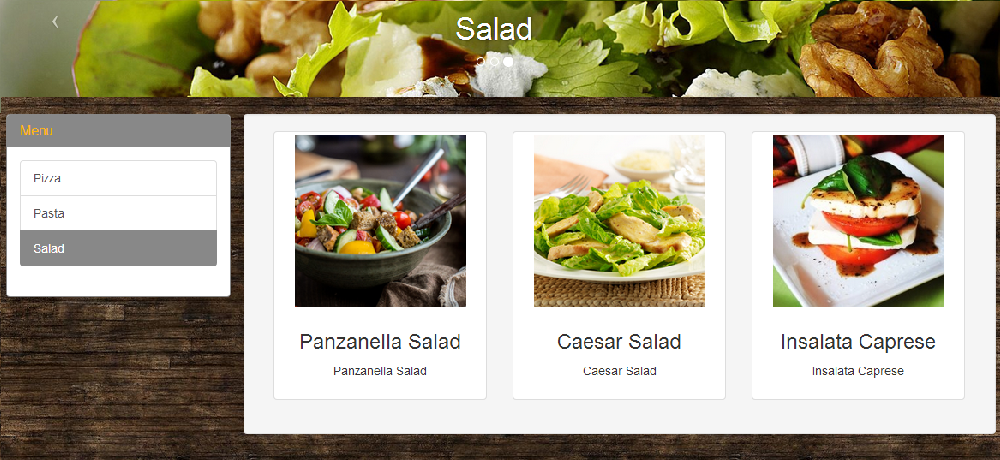 Salad
Menu
Pizza
Pasta
Salad
Panzanella Salad
Panzanella Salad
Caesar Salad
Caesar Salad
Insalata Caprese
Insalata Caprese